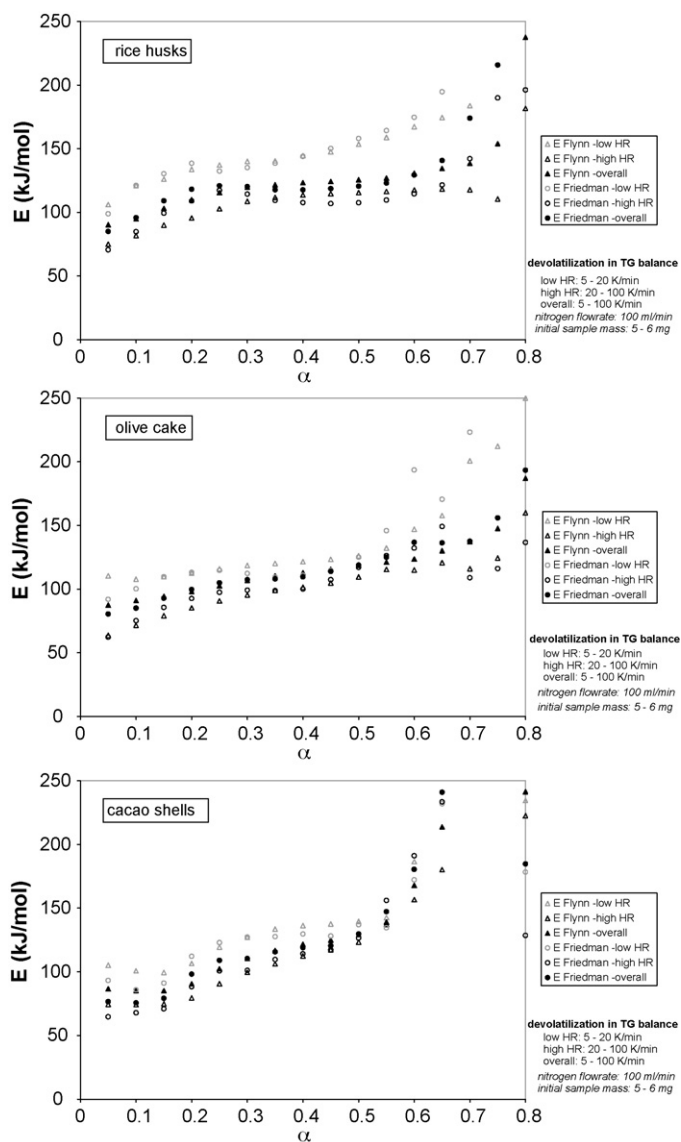 250
200
150
100
50
0
E (kJ/mol)
rice husks
0 0.1 0.2 0.3 0.4 0.5 0.6 0.7 0.8
α
E Flynn -low HR
E Flynn -high HR
E Flynn -overall
E Friedman -low HR
E Friedman -high HR
E Friedman -overall
devolatilization in TG balance
low HR: 5 - 20 K/min
high HR: 20 - 100 K/min
overall: 5 - 100 K/min
nitrogen flowrate: 100 ml/min
initial sample mass: 5 - 6 mg
250
200
150
100
50
0
E (kJ/mol)
olive cake
0 0.1 0.2 0.3 0.4 0.5 0.6 0.7 0.8
α
E Flynn -low HR
E Flynn -high HR
E Flynn -overall
E Friedman -low HR
E Friedman -high HR
E Friedman -overall
devolatilization in TG balance
low HR: 5 - 20 K/min
high HR: 20 - 100 K/min
overall: 5 - 100 K/min
nitrogen flowrate: 100 ml/min
initial sample mass: 5 - 6 mg
250
200
150
100
50
0
E (kJ/mol)
cacao shells
0 0.1 0.2 0.3 0.4 0.5 0.6 0.7 0.8
α
E Flynn -low HR
E Flynn -high HR
E Flynn -overall
E Friedman -low HR
E Friedman -high HR
E Friedman -overall
devolatilization in TG balance
low HR: 5 - 20 K/min
high HR: 20 - 100 K/min
overall: 5 - 100 K/min
nitrogen flowrate: 100 ml/min
initial sample mass: 5 - 6 mg